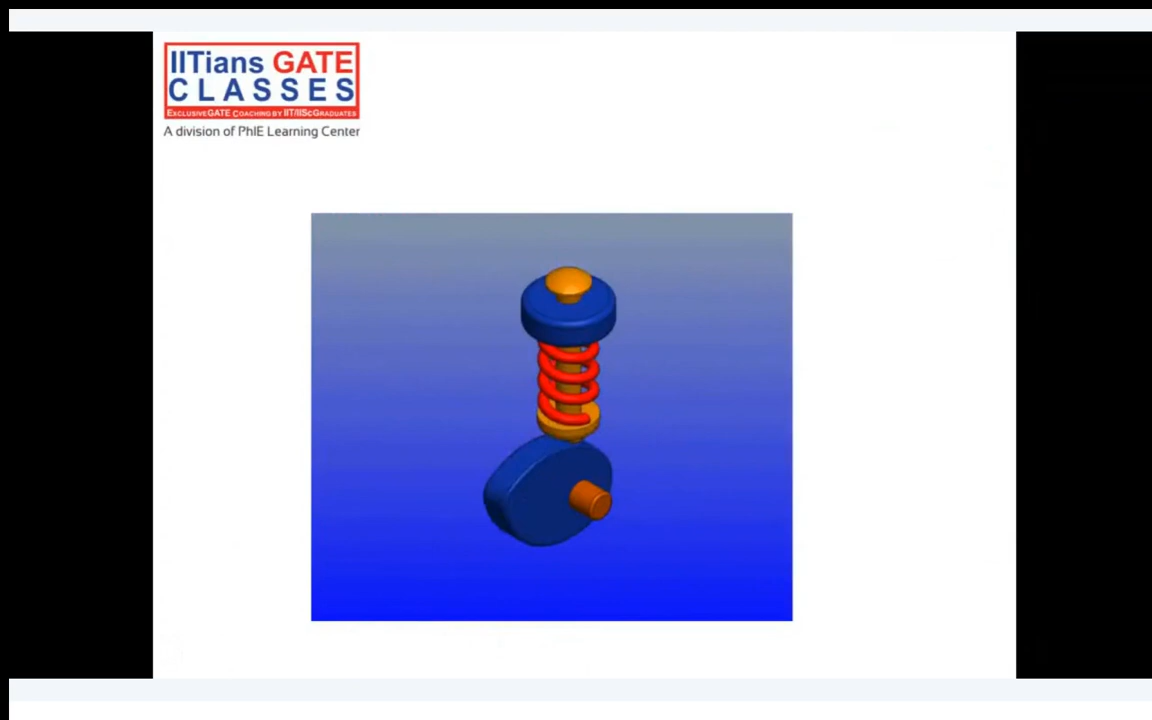 IITians GATE
CLASSES
EXCLUSIVE GATE COACHING BY IIT/IISC GRADUATES
A division of PhIE Learning Center